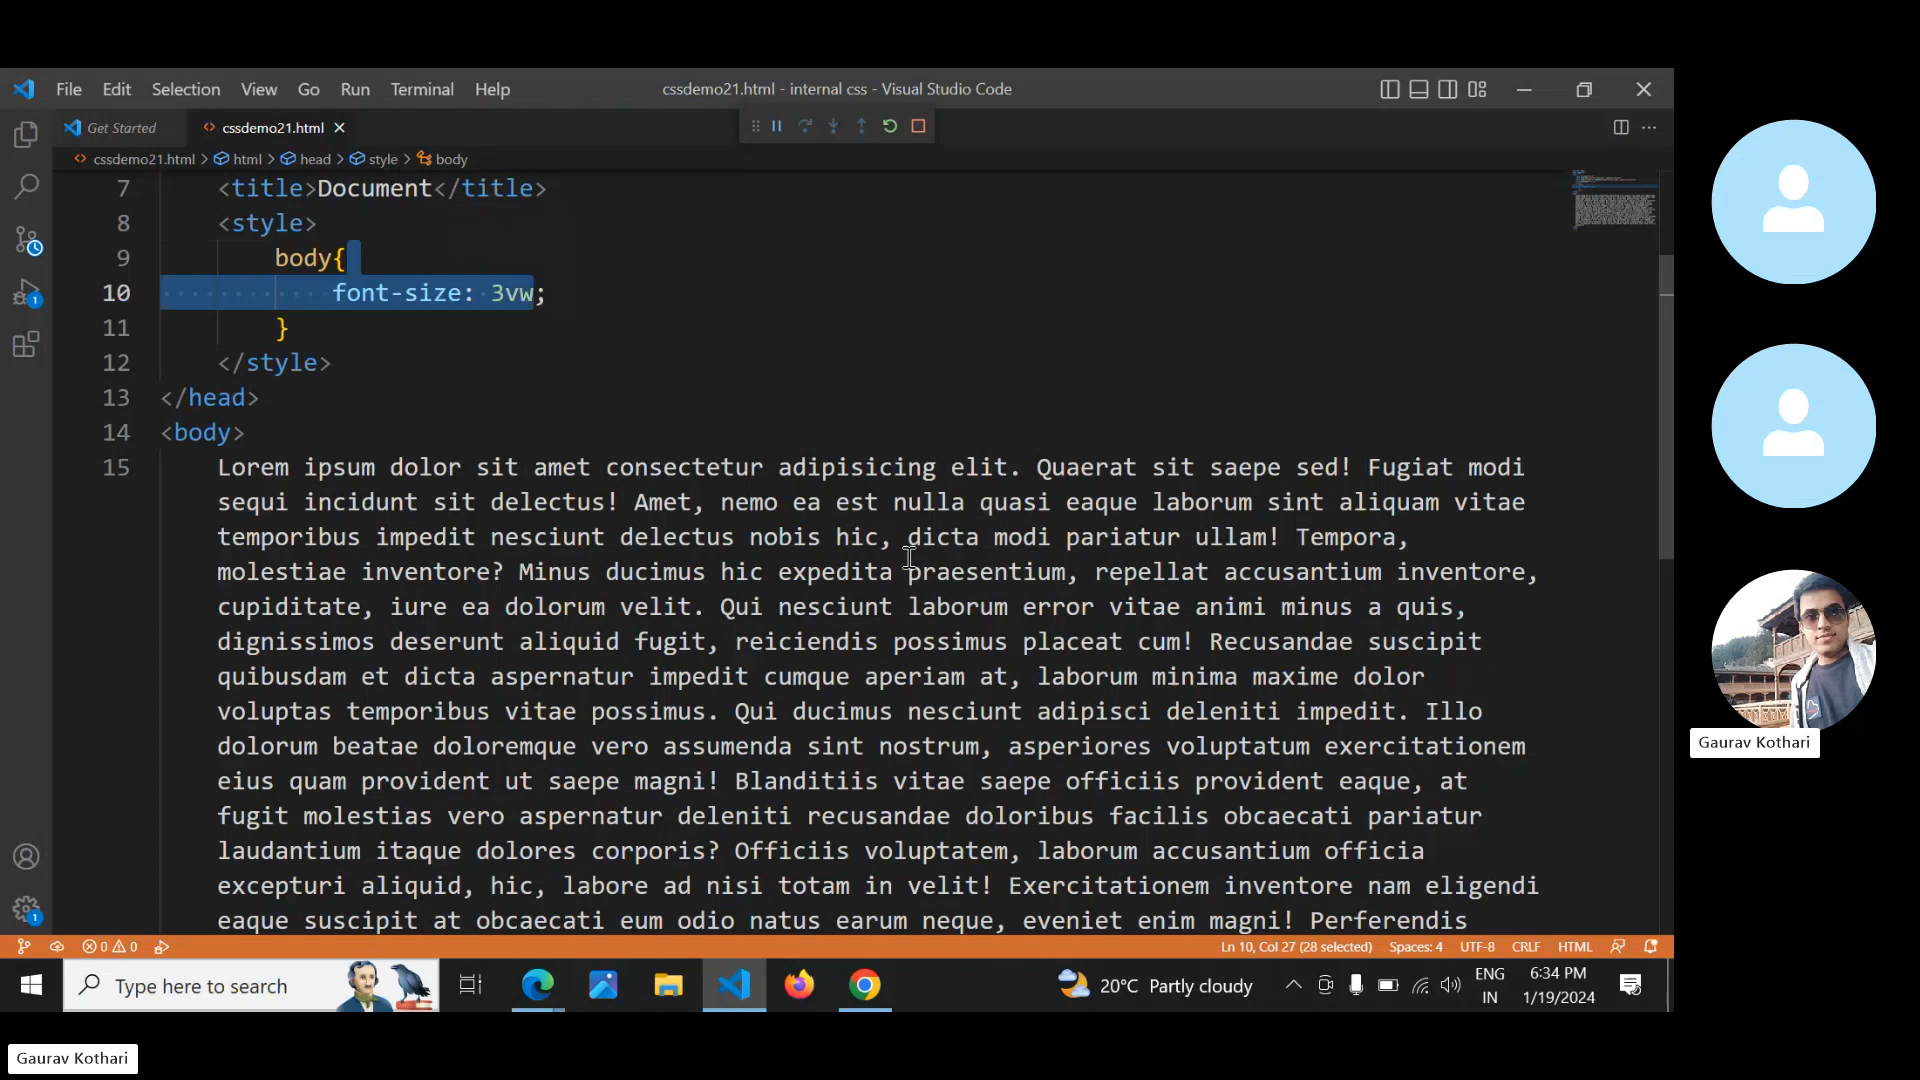 File Edit Selection View Go Run Terminal Help cssdemo21.html - internal css - Visual Studio Code
Get Started cssdemo21.html
cssdemo21.html > html > head > style > body
7 <title>Document</title>
8 <style>
9 body{
10 font-size: 3vw;
11 }
12 </style>
13 </head>
14 <body>
15 Lorem ipsum dolor sit amet consectetur adipisicing elit. Quaerat sit saepe sed! Fugiat modi
sequi incidunt sit delectus! Amet, nemo ea est nulla quasi eaque laborum sint aliquam vitae
temporibus impedit nesciunt delectus nobis hic, dicta modi pariatur ullam! Tempora,
molestiae inventore? Minus ducimus hic expedita praesentium, repellat accusantium inventore,
cupiditate, iure ea dolorum velit. Qui nesciunt laborum error vitae animi minus a quis,
dignissimos deserunt aliquid fugit, reiciendis possimus placeat cum! Recusandae suscipit
quibusdam et dicta aspernatur impedit cumque aperiam at, laborum minima maxime dolor
voluptas temporibus vitae possimus. Qui ducimus nesciunt adipisci deleniti impedit. Illo
dolorum beatae doloremque vero assumenda sint nostrum, asperiores voluptatum exercitationem
eius quam provident ut saepe magni! Blanditiis vitae saepe officiis provident eaque, at
fugit molestias vero aspernatur deleniti recusandae doloribus facilis obcaecati pariatur
laudantium itaque dolores corporis? Officiis voluptatem, laborum accusantium officia
excepturi aliquid, hic, labore ad nisi totam in velit! Exercitationem inventore nam eligendi
eaque suscipit at obcaecati eum odio natus earum neque, eveniet enim magni! Perferendis
1
1
0 0 Ln 10, Col 27 (28 selected) Spaces: 4 UTF-8 CRLF HTML
Type here to search 20°C Partly cloudy ENG IN 6:34 PM 1/19/2024
Gaurav Kothari
Gaurav Kothari